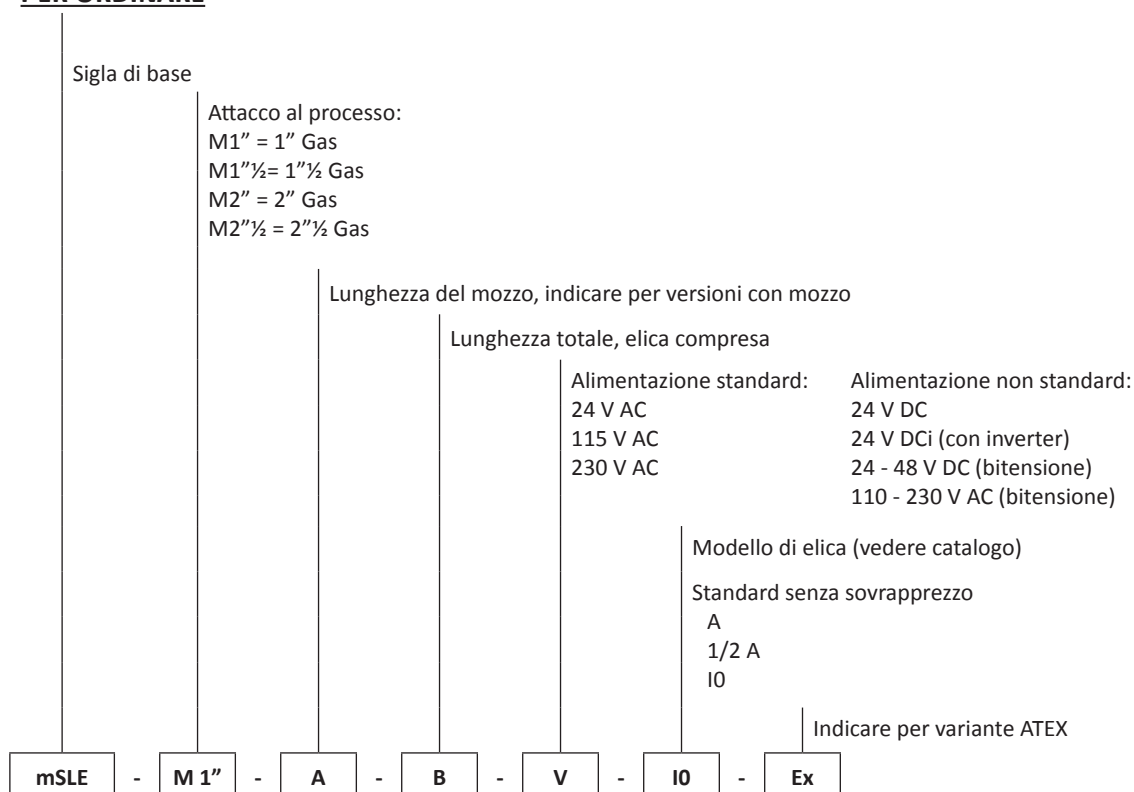 PER ORDINARE
Sigla di base
Attacco al processo:
M1” = 1” Gas
M1”½= 1”½ Gas
M2” = 2” Gas
M2”½ = 2”½ Gas
Lunghezza del mozzo, indicare per versioni con mozzo
Lunghezza totale, elica compresa
Alimentazione standard:
24 V AC
115 V AC
230 V AC
Alimentazione non standard:
24 V DC
24 V DCi (con inverter)
24 - 48 V DC (bitensione)
110 - 230 V AC (bitensione)
Modello di elica (vedere catalogo)
Standard senza sovrapprezzo
A
1/2 A
I0
Indicare per variante ATEX
mSLE - M 1” - A - B - V - I0 - Ex